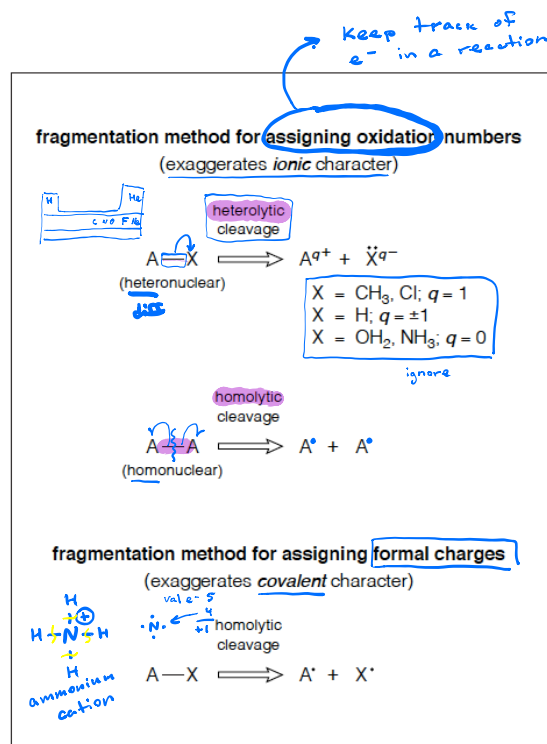 Keep track of
e⁻ in a reaction
fragmentation method for assigning oxidation numbers
(exaggerates ionic character)
H He
C N O F Ne
heterolytic
cleavage
A X A^q+ + Ẍ^q−
(heteronuclear)
diff
X = CH₃, Cl; q = 1
X = H; q = ±1
X = OH₂, NH₃; q = 0
ignore
homolytic
cleavage
A—A A• + A•
(homonuclear)
fragmentation method for assigning formal charges
(exaggerates covalent character)
H
val e⁻ 5
4
+1
H N H
+
·N·
H
ammonium
cation
homolytic
cleavage
A—X A• + X•